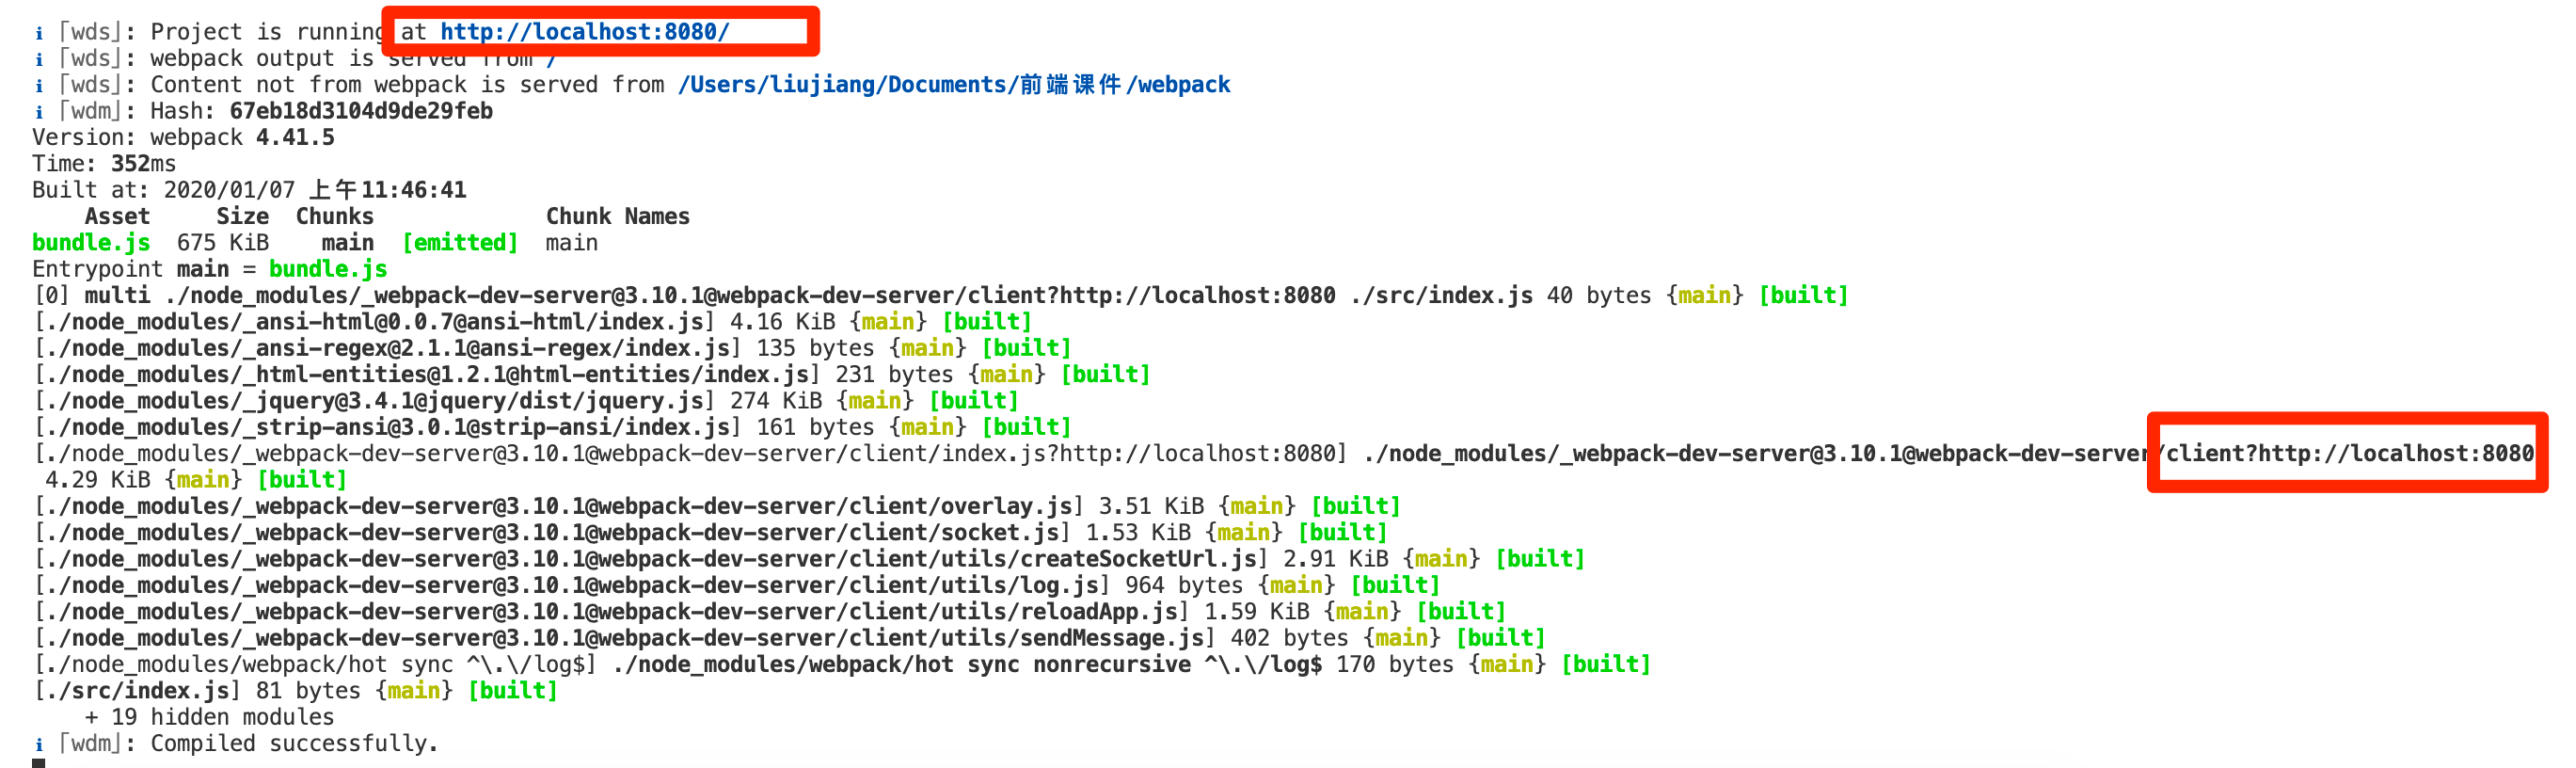 ℹ ｢wds｣: Project is running at http://localhost:8080/
ℹ ｢wds｣: webpack output is served from /
ℹ ｢wds｣: Content not from webpack is served from /Users/liujiang/Documents/前端课件/webpack
ℹ ｢wdm｣: Hash: 67eb18d3104d9de29feb
Version: webpack 4.41.5
Time: 352ms
Built at: 2020/01/07 上午11:46:41
    Asset     Size  Chunks             Chunk Names
bundle.js  675 KiB    main  [emitted]  main
Entrypoint main = bundle.js
[0] multi ./node_modules/_webpack-dev-server@3.10.1@webpack-dev-server/client?http://localhost:8080 ./src/index.js 40 bytes {main} [built]
[./node_modules/_ansi-html@0.0.7@ansi-html/index.js] 4.16 KiB {main} [built]
[./node_modules/_ansi-regex@2.1.1@ansi-regex/index.js] 135 bytes {main} [built]
[./node_modules/_html-entities@1.2.1@html-entities/index.js] 231 bytes {main} [built]
[./node_modules/_jquery@3.4.1@jquery/dist/jquery.js] 274 KiB {main} [built]
[./node_modules/_strip-ansi@3.0.1@strip-ansi/index.js] 161 bytes {main} [built]
[./node_modules/_webpack-dev-server@3.10.1@webpack-dev-server/client/index.js?http://localhost:8080] ./node_modules/_webpack-dev-server@3.10.1@webpack-dev-server/client?http://localhost:8080
 4.29 KiB {main} [built]
[./node_modules/_webpack-dev-server@3.10.1@webpack-dev-server/client/overlay.js] 3.51 KiB {main} [built]
[./node_modules/_webpack-dev-server@3.10.1@webpack-dev-server/client/socket.js] 1.53 KiB {main} [built]
[./node_modules/_webpack-dev-server@3.10.1@webpack-dev-server/client/utils/createSocketUrl.js] 2.91 KiB {main} [built]
[./node_modules/_webpack-dev-server@3.10.1@webpack-dev-server/client/utils/log.js] 964 bytes {main} [built]
[./node_modules/_webpack-dev-server@3.10.1@webpack-dev-server/client/utils/reloadApp.js] 1.59 KiB {main} [built]
[./node_modules/_webpack-dev-server@3.10.1@webpack-dev-server/client/utils/sendMessage.js] 402 bytes {main} [built]
[./node_modules/webpack/hot sync ^\.\/log$] ./node_modules/webpack/hot sync nonrecursive ^\.\/log$ 170 bytes {main} [built]
[./src/index.js] 81 bytes {main} [built]
    + 19 hidden modules
ℹ ｢wdm｣: Compiled successfully.